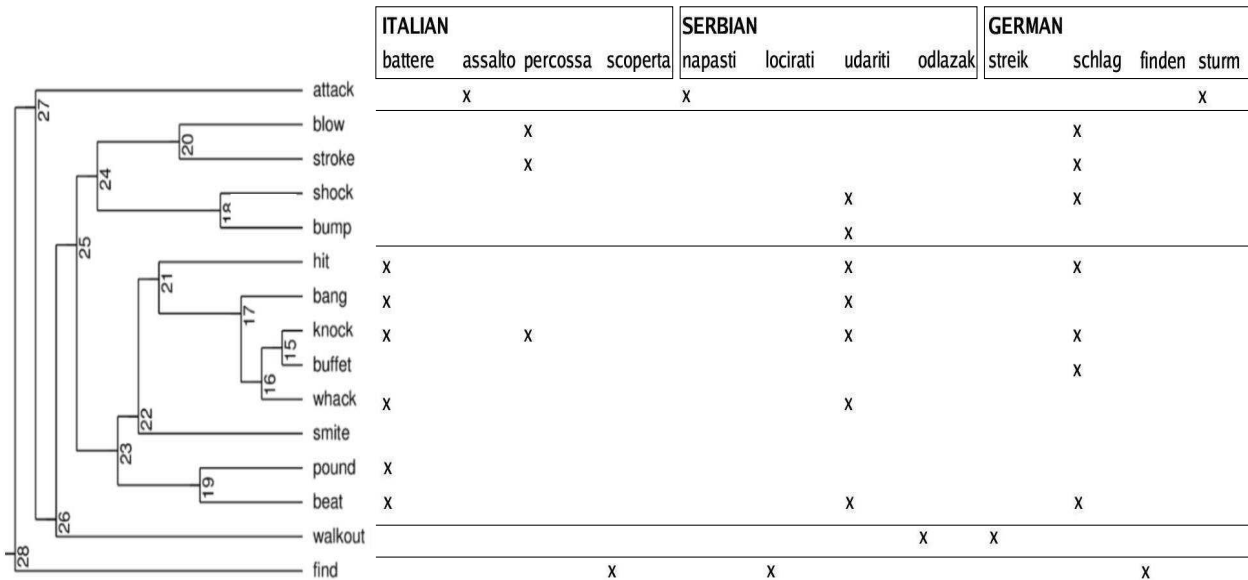 ITALIAN SERBIAN GERMAN
battere assalto percossa scoperta napasti locirati udariti odlazak streik schlag finden sturm
27 attack x x x
blow x x
20
stroke x x
24
shock x x
18
bump x
25
hit x x x
21
bang x x
17
knock x x x x
15
buffet x
16
whack x x
22
smite
23
pound x
19
beat x x x
26
walkout x x
28
find x x x